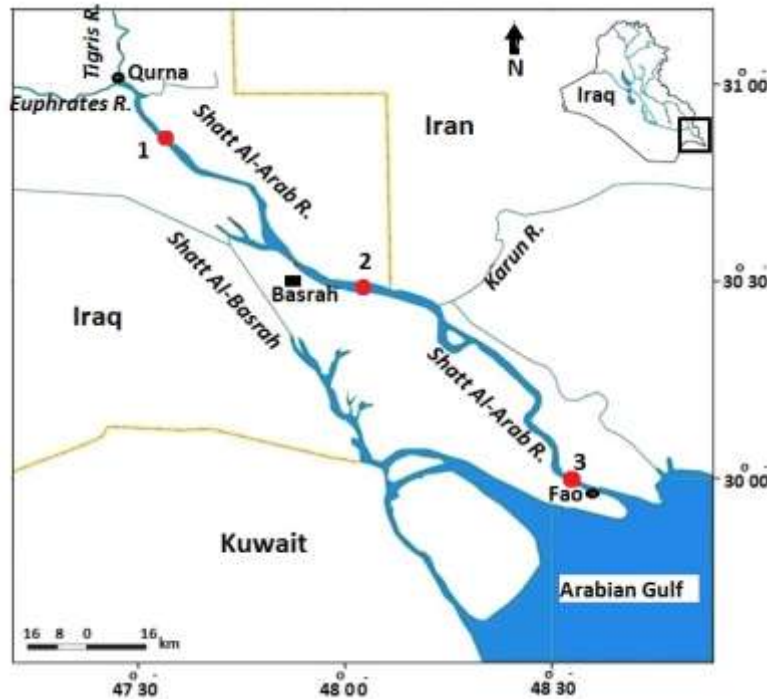 Tigris R.
Qurna
Euphrates R.
N
Iraq
31° 00'
Iran
1
Shatt Al-Arab R.
Shatt Al-Basrah
2
Basrah
Karun R.
30° 30'
Iraq
Shatt Al-Arab R.
3
Fao
30° 00'
Kuwait
Arabian Gulf
16 8 0 16
km
47° 30'
48° 00'
48° 30'